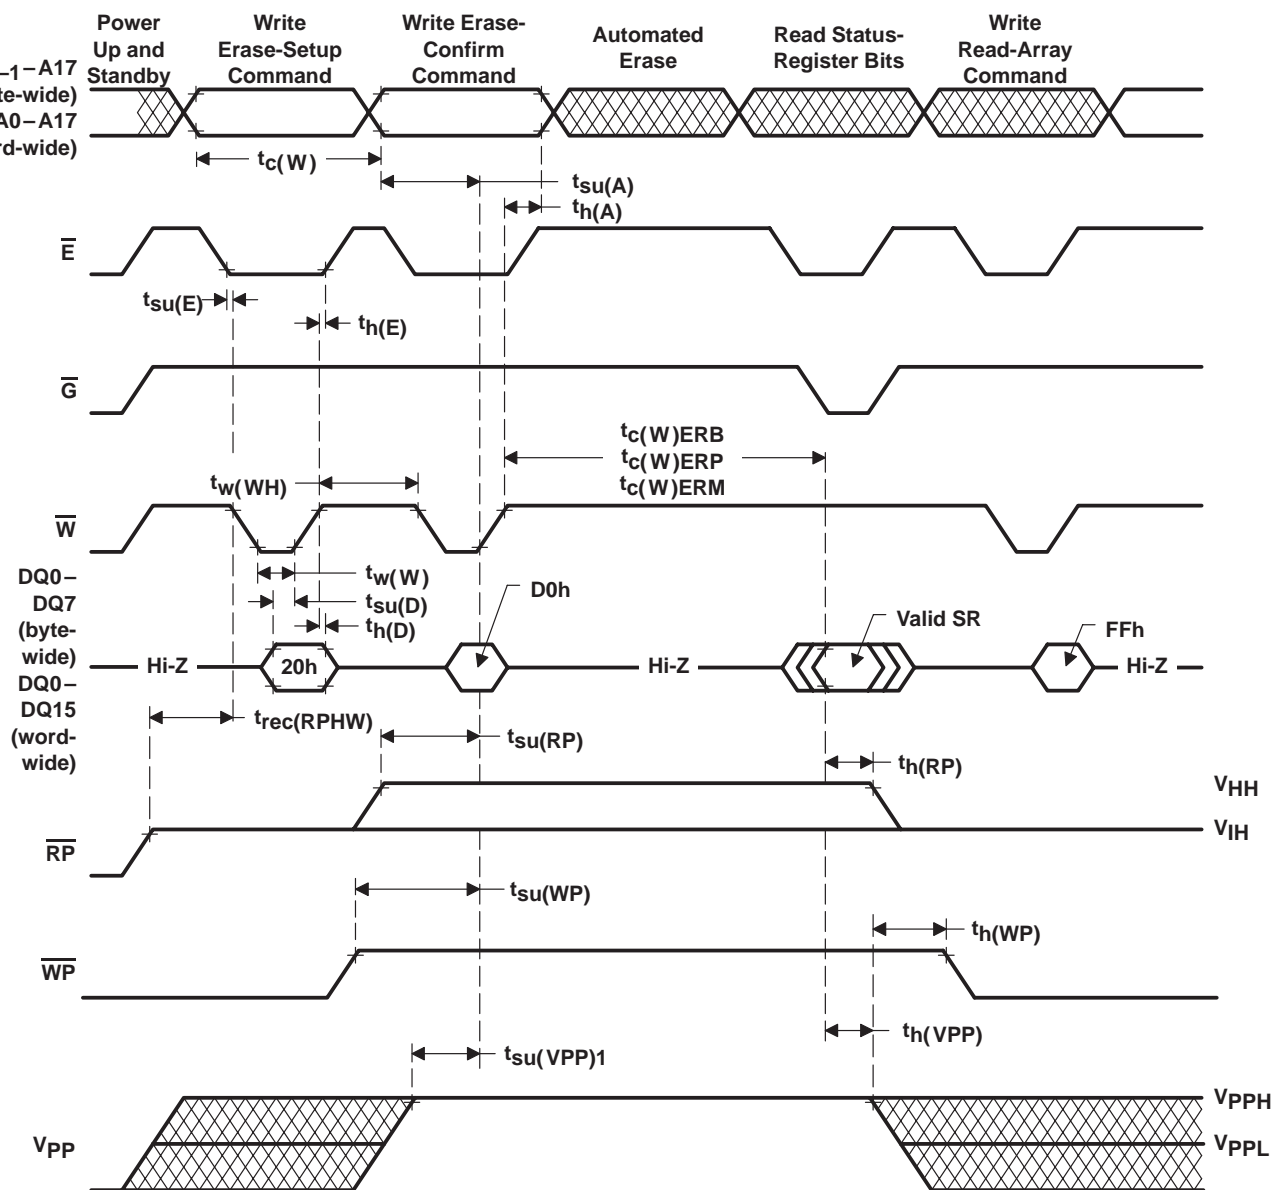 Power
Up and
Standby
Write
Erase-Setup
Command
Write Erase-
Confirm
Command
Automated
Erase
Read Status-
Register Bits
Write
Read-Array
Command
–1–A17
te-wide)
A0–A17
rd-wide)
tc(W)
tsu(A)
th(A)
E
tsu(E)
th(E)
G
tc(W)ERB
tc(W)ERP
tc(W)ERM
tw(WH)
W
DQ0–
DQ7
(byte-
wide)
DQ0–
DQ15
(word-
wide)
tw(W)
tsu(D)
th(D)
D0h
Valid SR
FFh
Hi-Z
20h
Hi-Z
Hi-Z
trec(RPHW)
tsu(RP)
th(RP)
VHH
VIH
RP
tsu(WP)
th(WP)
WP
th(VPP)
tsu(VPP)1
VPPH
VPPL
VPP